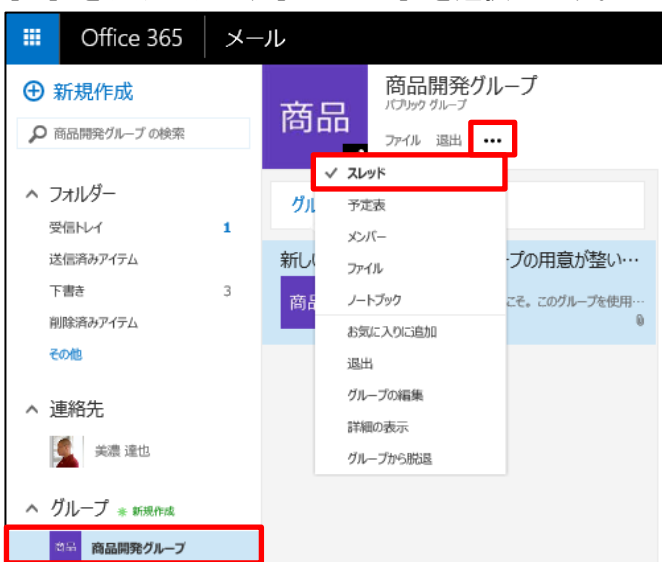 Office 365
メール
新規作成
商品開発グループ の検索
フォルダー
受信トレイ 1
送信済みアイテム
下書き 3
削除済みアイテム
その他
連絡先
美濃 達也
グループ
新規作成
商品
商品開発グループ
商品
商品開発グループ
パブリック グループ
ファイル 退出 •••
スレッド
予定表
メンバー
ファイル
ノートブック
お気に入りに追加
退出
グループの編集
詳細の表示
グループから脱退
グル
新し
プの用意が整い…
こそ。このグループを使用…